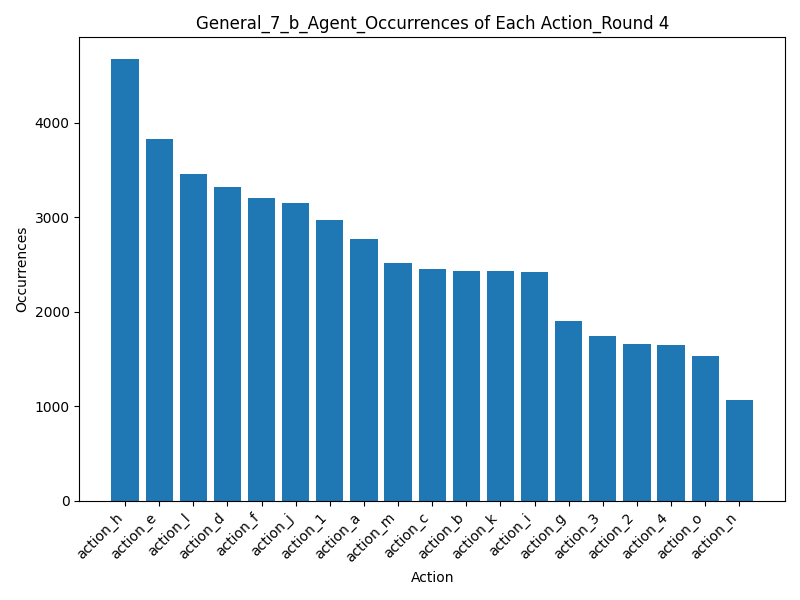 General_7_b_Agent_Occurrences of Each Action_Round 4
Occurrences
4000
3000
2000
1000
0
action_h
action_e
action_l
action_d
action_f
action_j
action_1
action_a
action_m
action_c
action_b
action_k
action_i
action_g
action_3
action_2
action_4
action_o
action_n
Action